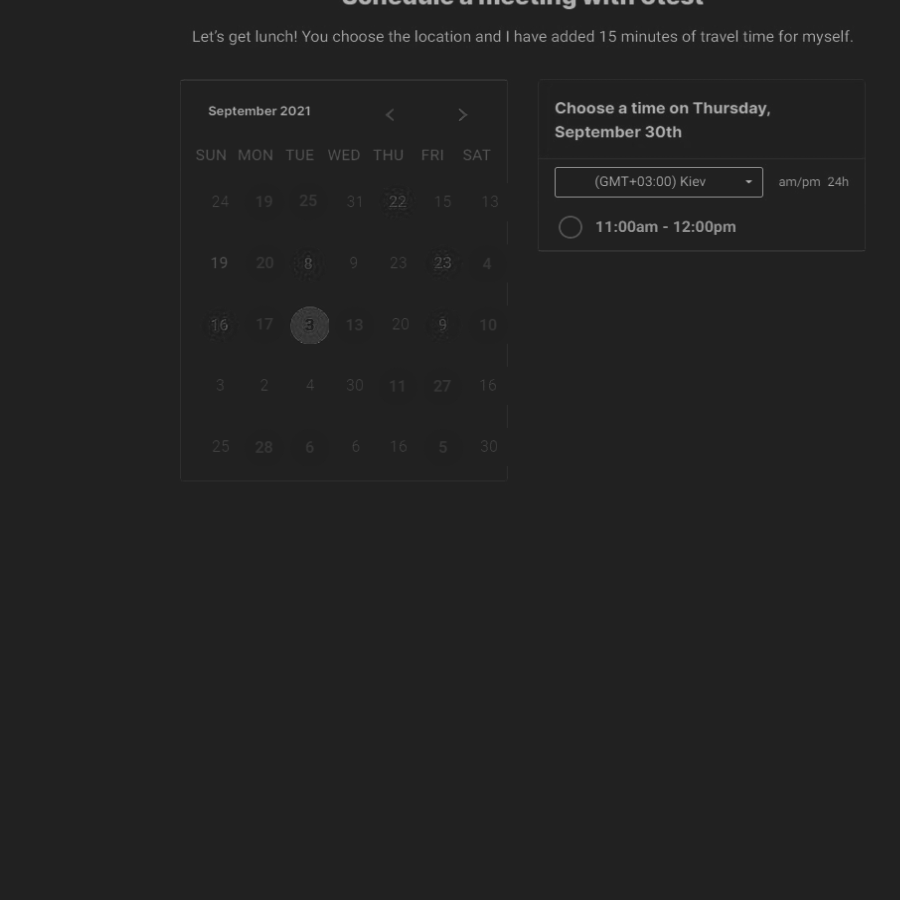 Schedule a meeting with Utest
Let's get lunch! You choose the location and I have added 15 minutes of travel time for myself.
September 2021
SUN MON TUE WED THU FRI SAT
24 19 25 31 22 15 13
19 20 8 9 23 23 4
16 17 3 13 20 9 10
3 2 4 30 11 27 16
25 28 6 6 16 5 30
Choose a time on Thursday,
September 30th
(GMT+03:00) Kiev am/pm 24h
11:00am - 12:00pm